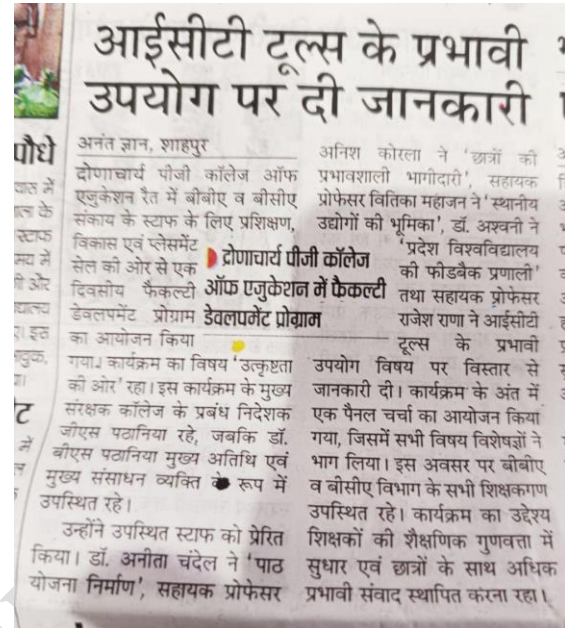 आईसीटी टूल्स के प्रभावी
उपयोग पर दी जानकारी
अनंत ज्ञान, शाहपुर
द्रोणाचार्य पीजी कॉलेज ऑफ
एजुकेशन रैत में बीबीए व बीसीए
संकाय के स्टाफ के लिए प्रशिक्षण,
विकास एवं प्लेसमेंट
सेल की ओर से एक
दिवसीय फैकल्टी
डेवलपमेंट प्रोग्राम
का आयोजन किया
गया। कार्यक्रम का विषय 'उत्कृष्टता
की ओर' रहा। इस कार्यक्रम के मुख्य
संरक्षक कॉलेज के प्रबंध निदेशक
जीएस पठानिया रहे, जबकि डॉ.
बीएस पठानिया मुख्य अतिथि एवं
मुख्य संसाधन व्यक्ति के रूप में
उपस्थित रहे।
उन्होंने उपस्थित स्टाफ को प्रेरित
किया। डॉ. अनीता चंदेल ने 'पाठ
योजना निर्माण', सहायक प्रोफेसर
द्रोणाचार्य पीजी कॉलेज
ऑफ एजुकेशन में फैकल्टी
डेवलपमेंट प्रोग्राम
अनिश कोरला ने 'छात्रों की
प्रभावशाली भागीदारी', सहायक
प्रोफेसर वितिका महाजन ने 'स्थानीय
उद्योगों की भूमिका', डॉ. अश्वनी ने
'प्रदेश विश्वविद्यालय
की फीडबैक प्रणाली'
तथा सहायक प्रोफेसर
राजेश राणा ने आईसीटी
टूल्स के प्रभावी
उपयोग विषय पर विस्तार से
जानकारी दी। कार्यक्रम के अंत में
एक पैनल चर्चा का आयोजन किया
गया, जिसमें सभी विषय विशेषज्ञों ने
भाग लिया। इस अवसर पर बीबीए
व बीसीए विभाग के सभी शिक्षकगण
उपस्थित रहे। कार्यक्रम का उद्देश्य
शिक्षकों की शैक्षणिक गुणवत्ता में
सुधार एवं छात्रों के साथ अधिक
प्रभावी संवाद स्थापित करना रहा।
पौधे